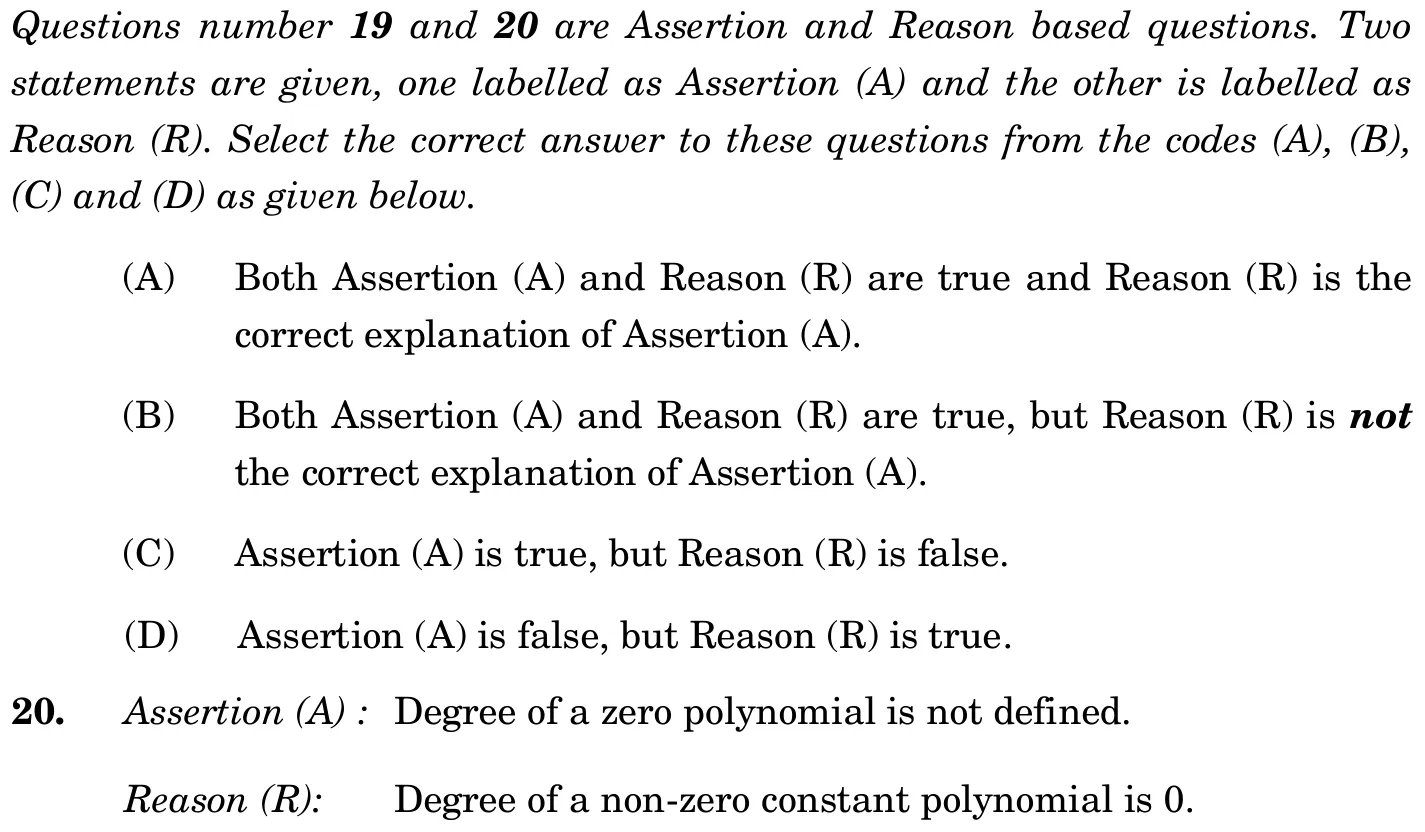 Questions number 19 and 20 are Assertion and Reason based questions. Two
statements are given, one labelled as Assertion (A) and the other is labelled as
Reason (R). Select the correct answer to these questions from the codes (A), (B),
(C) and (D) as given below.
(A) Both Assertion (A) and Reason (R) are true and Reason (R) is the
correct explanation of Assertion (A).
(B) Both Assertion (A) and Reason (R) are true, but Reason (R) is not
the correct explanation of Assertion (A).
(C) Assertion (A) is true, but Reason (R) is false.
(D) Assertion (A) is false, but Reason (R) is true.
20. Assertion (A) : Degree of a zero polynomial is not defined.
Reason (R): Degree of a non-zero constant polynomial is 0.